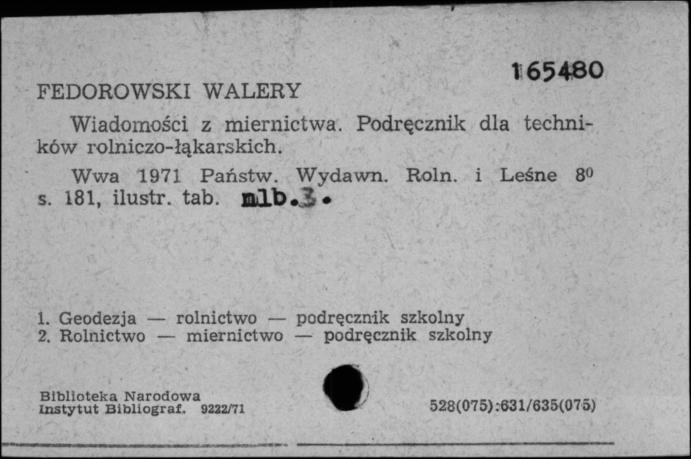 165480
FEDOROWSKI WALERY
Wiadomości z miernictwa. Podręcznik dla techni-
ków rolniczo-łąkarskich.
Wwa 1971 Państw. Wydawn. Roln. i Leśne 8⁰
s. 181, ilustr. tab. nlb.3.
1. Geodezja — rolnictwo — podręcznik szkolny
2. Rolnictwo — miernictwo — podręcznik szkolny
Biblioteka Narodowa
Instytut Bibliograf. 9222/71
528(075):631/635(075)